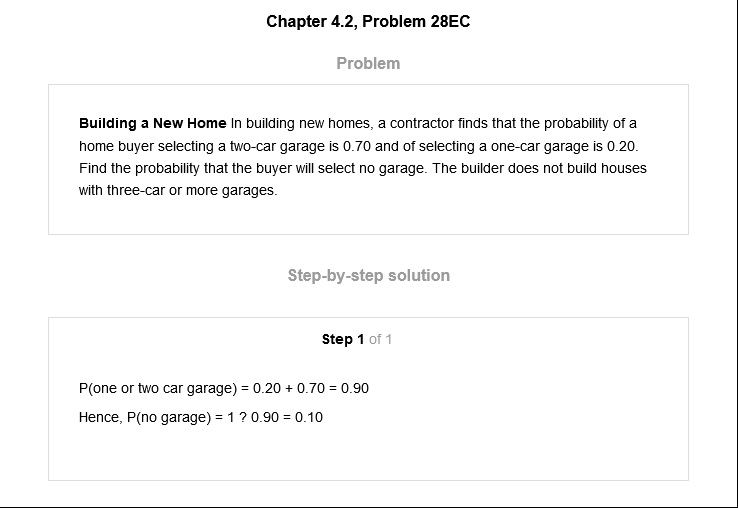 Chapter 4.2, Problem 28EC
Problem
Building a New Home In building new homes, a contractor finds that the probability of a
home buyer selecting a two-car garage is 0.70 and of selecting a one-car garage is 0.20.
Find the probability that the buyer will select no garage. The builder does not build houses
with three-car or more garages.
Step-by-step solution
Step 1 of 1
P(one or two car garage) = 0.20 + 0.70 = 0.90
Hence, P(no garage) = 1 ? 0.90 = 0.10